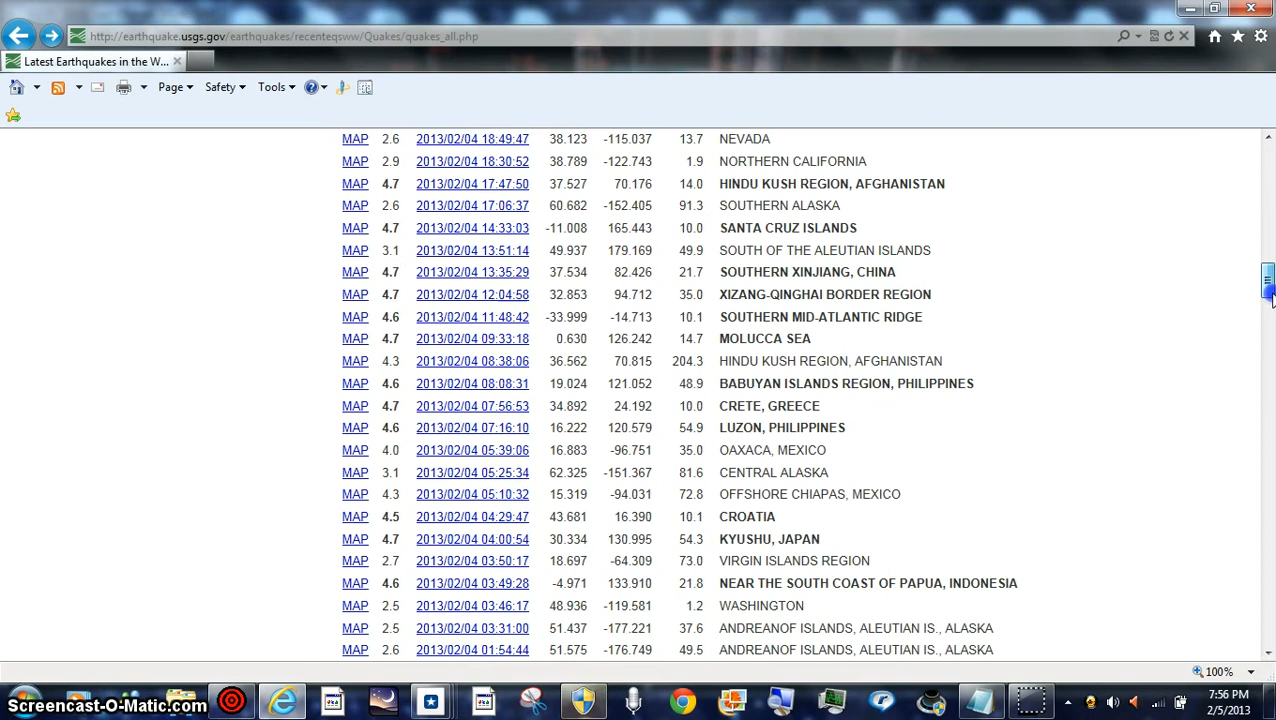 http://earthquake.usgs.gov/earthquakes/recenteqsww/Quakes/quakes_all.php
Latest Earthquakes in the W...
Page Safety Tools
MAP 2.6 2013/02/04 18:49:47 38.123 -115.037 13.7 NEVADA
MAP 2.9 2013/02/04 18:30:52 38.789 -122.743 1.9 NORTHERN CALIFORNIA
MAP 4.7 2013/02/04 17:47:50 37.527 70.176 14.0 HINDU KUSH REGION, AFGHANISTAN
MAP 2.6 2013/02/04 17:06:37 60.682 -152.405 91.3 SOUTHERN ALASKA
MAP 4.7 2013/02/04 14:33:03 -11.008 165.443 10.0 SANTA CRUZ ISLANDS
MAP 3.1 2013/02/04 13:51:14 49.937 179.169 49.9 SOUTH OF THE ALEUTIAN ISLANDS
MAP 4.7 2013/02/04 13:35:29 37.534 82.426 21.7 SOUTHERN XINJIANG, CHINA
MAP 4.7 2013/02/04 12:04:58 32.853 94.712 35.0 XIZANG-QINGHAI BORDER REGION
MAP 4.6 2013/02/04 11:48:42 -33.999 -14.713 10.1 SOUTHERN MID-ATLANTIC RIDGE
MAP 4.7 2013/02/04 09:33:18 0.630 126.242 14.7 MOLUCCA SEA
MAP 4.3 2013/02/04 08:38:06 36.562 70.815 204.3 HINDU KUSH REGION, AFGHANISTAN
MAP 4.6 2013/02/04 08:08:31 19.024 121.052 48.9 BABUYAN ISLANDS REGION, PHILIPPINES
MAP 4.7 2013/02/04 07:56:53 34.892 24.192 10.0 CRETE, GREECE
MAP 4.6 2013/02/04 07:16:10 16.222 120.579 54.9 LUZON, PHILIPPINES
MAP 4.0 2013/02/04 05:39:06 16.883 -96.751 35.0 OAXACA, MEXICO
MAP 3.1 2013/02/04 05:25:34 62.325 -151.367 81.6 CENTRAL ALASKA
MAP 4.3 2013/02/04 05:10:32 15.319 -94.031 72.8 OFFSHORE CHIAPAS, MEXICO
MAP 4.5 2013/02/04 04:29:47 43.681 16.390 10.1 CROATIA
MAP 4.7 2013/02/04 04:00:54 30.334 130.995 54.3 KYUSHU, JAPAN
MAP 2.7 2013/02/04 03:50:17 18.697 -64.309 73.0 VIRGIN ISLANDS REGION
MAP 4.6 2013/02/04 03:49:28 -4.971 133.910 21.8 NEAR THE SOUTH COAST OF PAPUA, INDONESIA
MAP 2.5 2013/02/04 03:46:17 48.936 -119.581 1.2 WASHINGTON
MAP 2.5 2013/02/04 03:31:00 51.437 -177.221 37.6 ANDREANOF ISLANDS, ALEUTIAN IS., ALASKA
MAP 2.6 2013/02/04 01:54:44 51.575 -176.749 49.5 ANDREANOF ISLANDS, ALEUTIAN IS., ALASKA
100%
Screencast-O-Matic.com
7:56 PM
2/5/2013